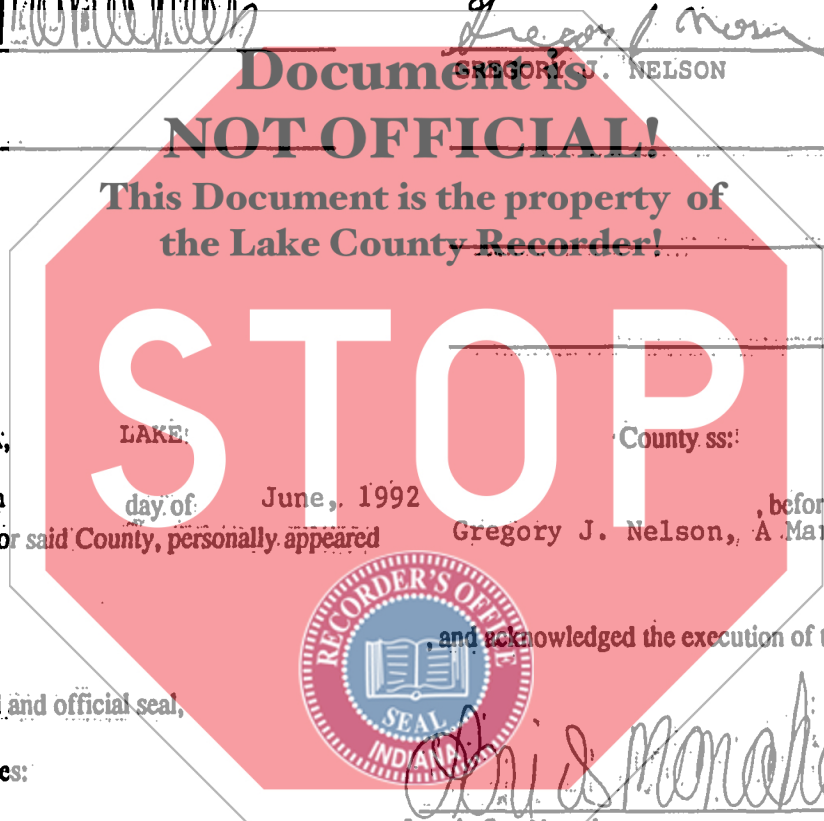 GREGORY J. NELSON
Document is
NOT OFFICIAL!
This Document is the property of
the Lake County Recorder!
STOP
LAKE County ss:
day of June, 1992 , befor
or said County, personally appeared Gregory J. Nelson, A Mar
RECORDER'S OFFICE
, and acknowledged the execution of t
and official seal,
SEAL
INDIANA
es: